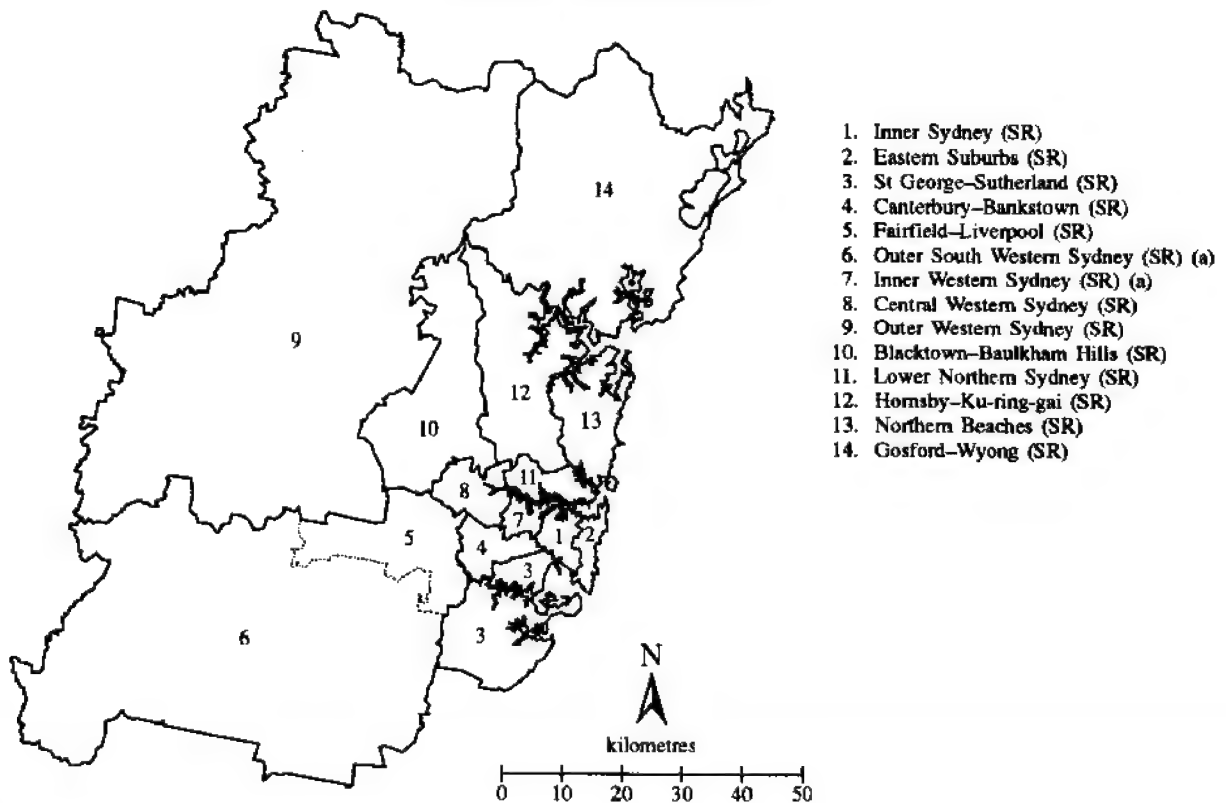 1. Inner Sydney (SR)
2. Eastern Suburbs (SR)
3. St George–Sutherland (SR)
4. Canterbury–Bankstown (SR)
5. Fairfield–Liverpool (SR)
6. Outer South Western Sydney (SR) (a)
7. Inner Western Sydney (SR) (a)
8. Central Western Sydney (SR)
9. Outer Western Sydney (SR)
10. Blacktown–Baulkham Hills (SR)
11. Lower Northern Sydney (SR)
12. Hornsby–Ku-ring-gai (SR)
13. Northern Beaches (SR)
14. Gosford–Wyong (SR)
14
9
12
13
10
11
8
7
5
1
2
4
3
6
3
N
kilometres
0 10 20 30 40 50